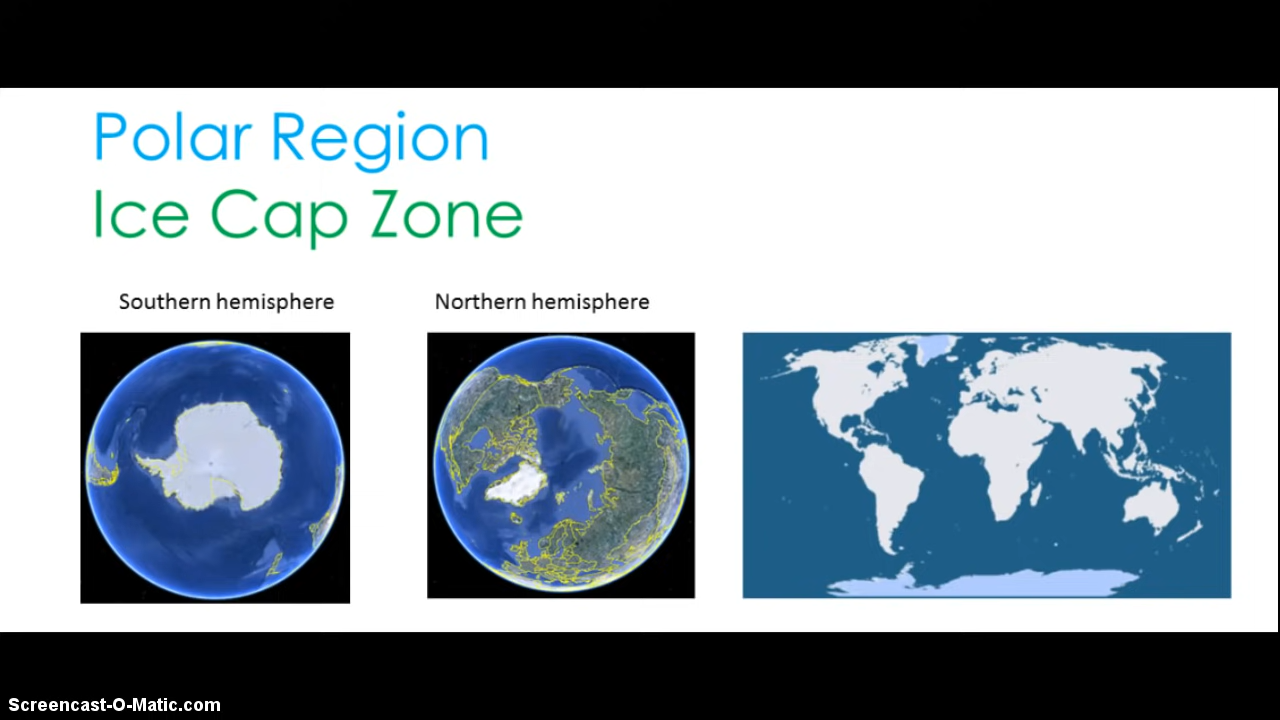 Polar Region
Ice Cap Zone
Southern hemisphere
Northern hemisphere
Screencast-O-Matic.com